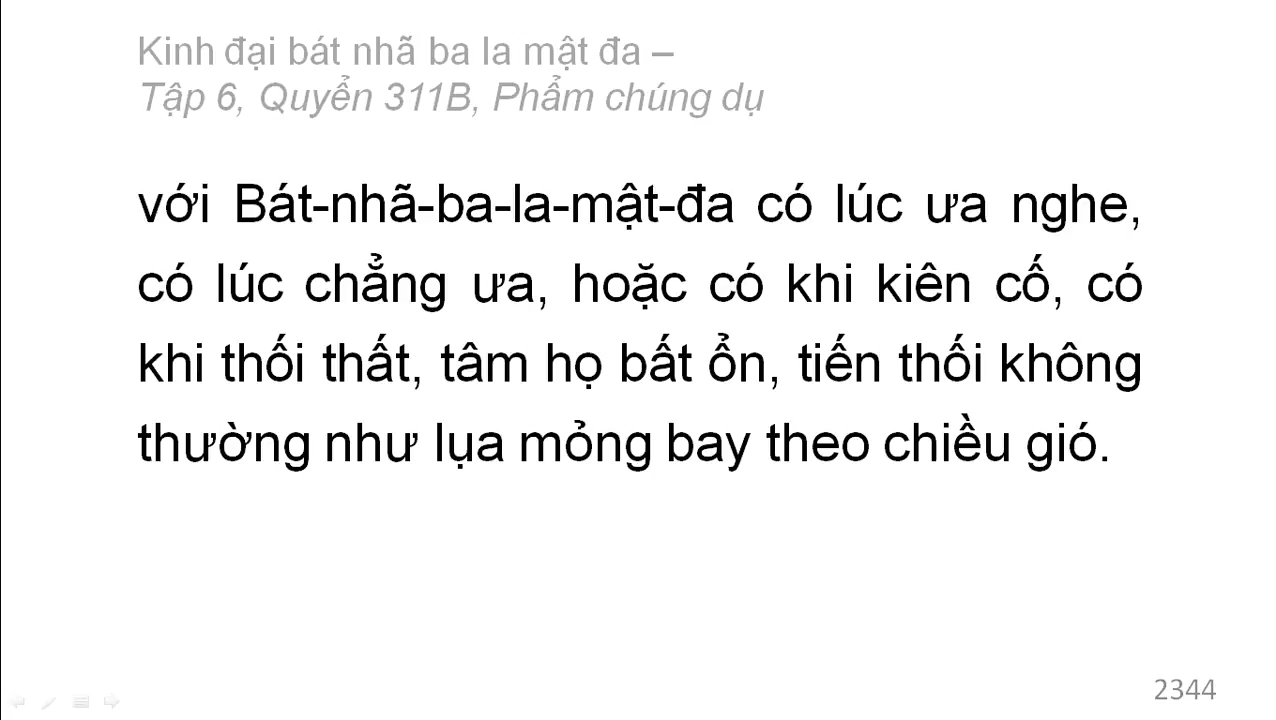 Kinh đại bát nhã ba la mật đa –
Tập 6, Quyển 311B, Phẩm chúng dụ
với Bát-nhã-ba-la-mật-đa có lúc ưa nghe,
có lúc chẳng ưa, hoặc có khi kiên cố, có
khi thối thất, tâm họ bất ổn, tiến thối không
thường như lụa mỏng bay theo chiều gió.
2344